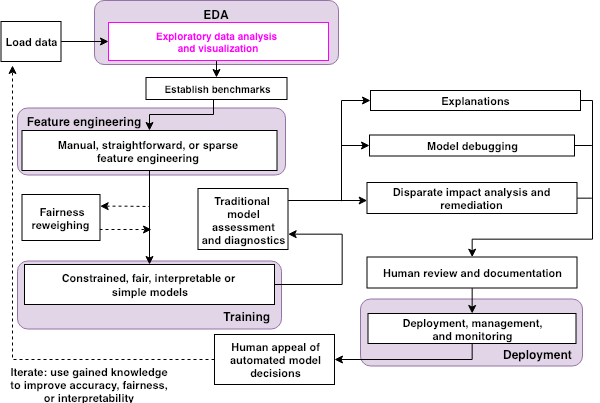 EDA
Load data
Exploratory data analysis
and visualization
Establish benchmarks
Feature engineering
Manual, straightforward, or sparse
feature engineering
Fairness
reweighing
Traditional
model
assessment
and diagnostics
Explanations
Model debugging
Disparate impact analysis and
remediation
Constrained, fair, interpretable or
simple models
Training
Human review and documentation
Deployment, management,
and monitoring
Deployment
Human appeal of
automated model
decisions
Iterate: use gained knowledge
to improve accuracy, fairness,
or interpretability